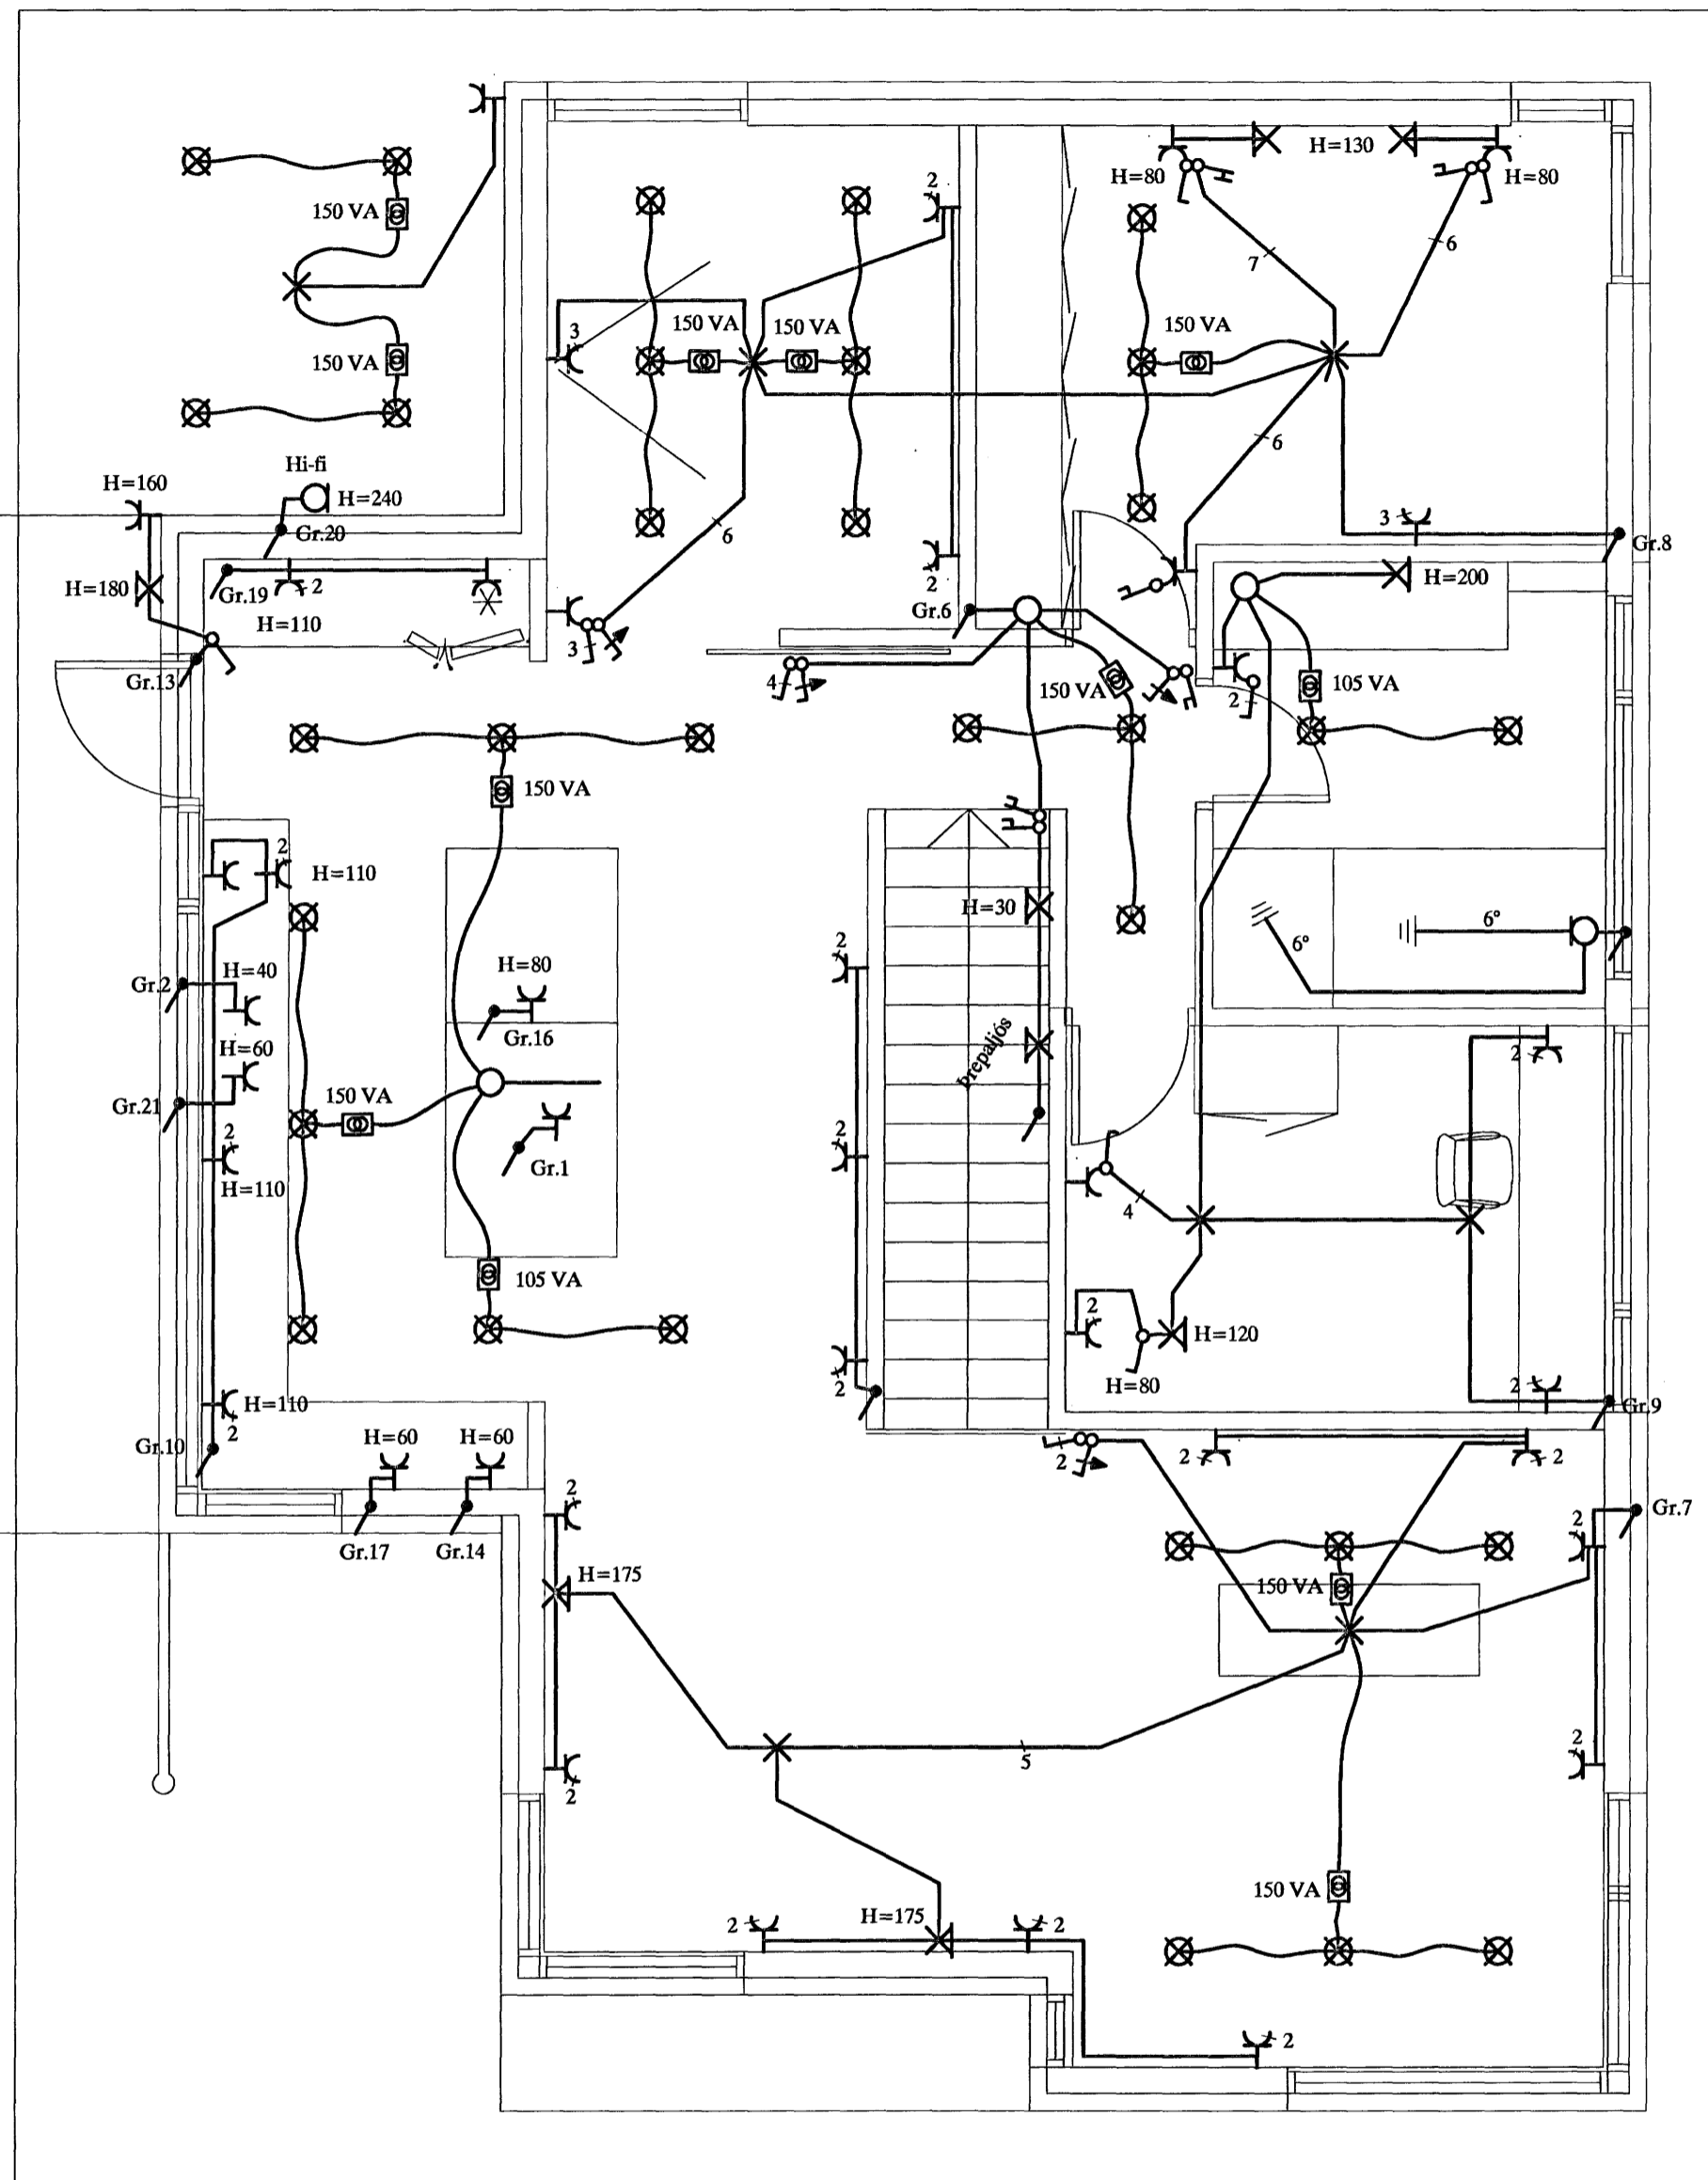 2
H=130
H=80
H=80
150 VA
6
7
150 VA
150 VA
150 VA
3
150 VA
6
Hi-fi
H=160
H=240
Gr.20
3
6
Gr.8
H=180
Gr.19
2
2
H=200
H=110
Gr.6
3
Gr.13
4
150 VA
2
105 VA
150 VA
2
H=110
H=30
6°
6°
2
H=80
Gr.2
H=40
Gr.16
Þrepaljós
H=60
2
150 VA
Gr.21
2
2
Gr.1
H=110
4
105 VA
2
H=120
2
H=80
2
H=110
2
Gr.9
Gr.10
H=60
H=60
2
2
2
2
Gr.17
Gr.14
2
Gr.7
H=175
150 VA
5
2
2
150 VA
2
H=175
2
2